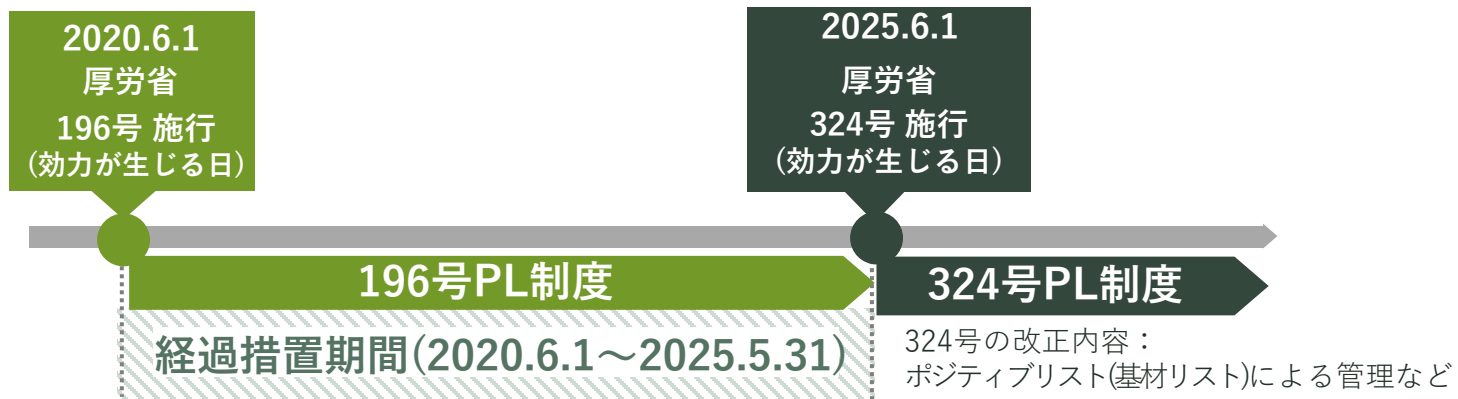 2020.6.1
厚労省
196号 施行
(効力が生じる日)
2025.6.1
厚労省
324号 施行
(効力が生じる日)
196号PL制度
324号PL制度
経過措置期間(2020.6.1～2025.5.31)
324号の改正内容：
ポジティブリスト(基材リスト)による管理など